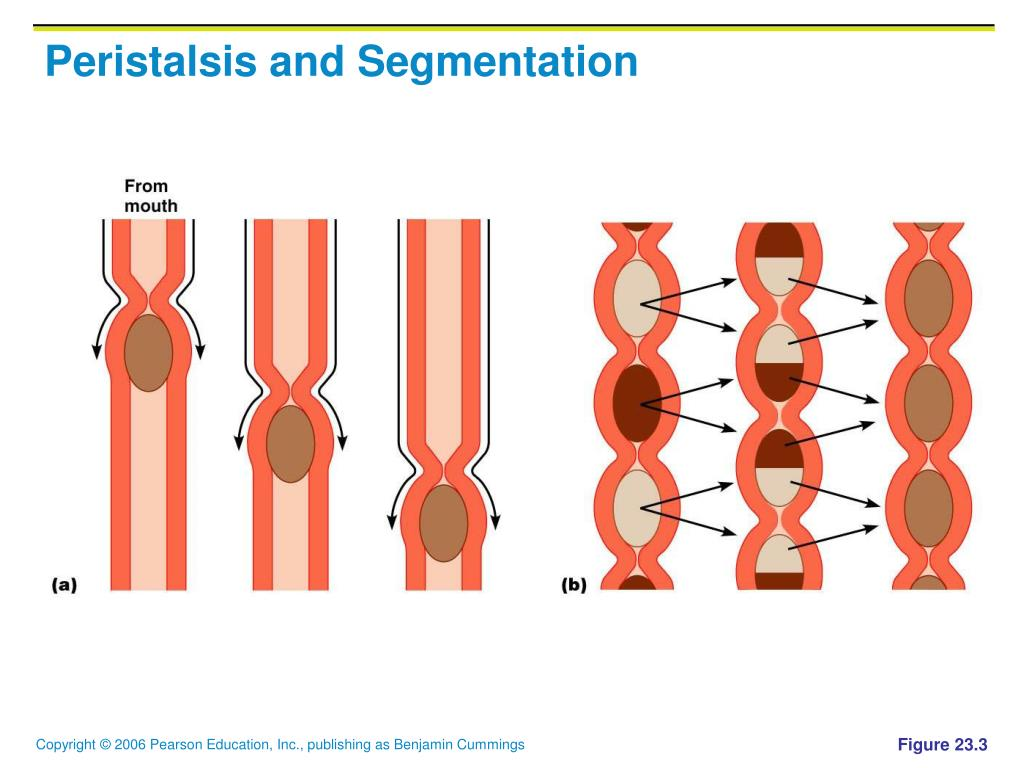 Peristalsis and Segmentation
From
mouth
(a)
(b)
Copyright © 2006 Pearson Education, Inc., publishing as Benjamin Cummings
Figure 23.3